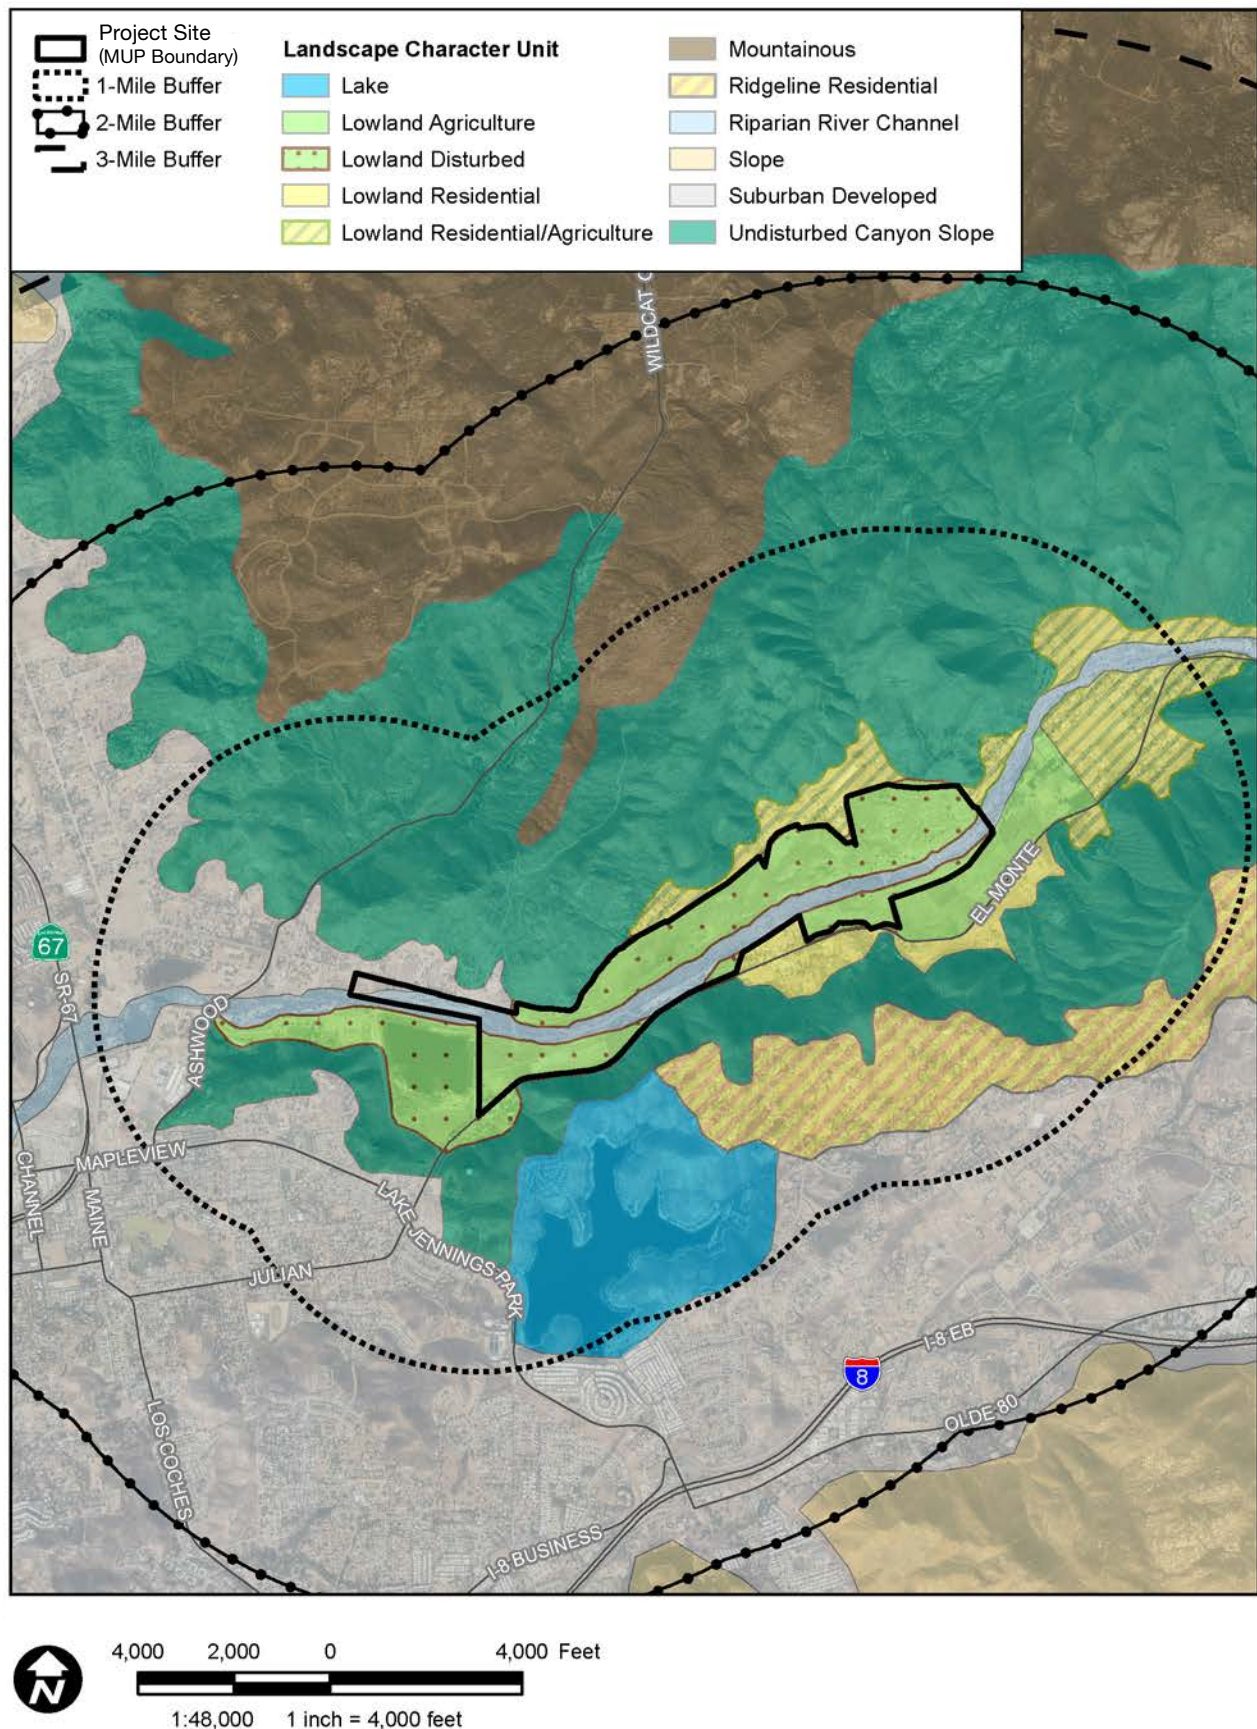 Project Site
(MUP Boundary)
1-Mile Buffer
2-Mile Buffer
3-Mile Buffer
Landscape Character Unit
Lake
Lowland Agriculture
Lowland Disturbed
Lowland Residential
Lowland Residential/Agriculture
Mountainous
Ridgeline Residential
Riparian River Channel
Slope
Suburban Developed
Undisturbed Canyon Slope
WILDCAT C
EL MONTE
67
SR-67
ASHWOOD
MAPLEVIEW
CHANNEL
MAINE
LAKE JENNINGS PARK
JULIAN
I-8 EB
8
OLDE 80
LOS COCHES
I-8 BUSINESS
N
4,000 2,000 0 4,000 Feet
1:48,000 1 inch = 4,000 feet